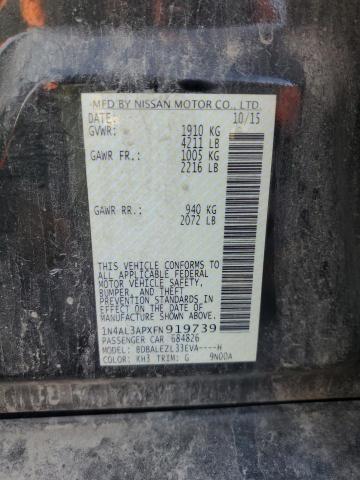 MFD BY NISSAN MOTOR CO., LTD.
DATE: 10/15
GVWR: 1910 KG
4211 LB
GAWR FR.: 1005 KG
2216 LB
GAWR RR.: 940 KG
2072 LB
THIS VEHICLE CONFORMS TO
ALL APPLICABLE FEDERAL
MOTOR VEHICLE SAFETY,
BUMPER, AND THEFT
PREVENTION STANDARDS
IN EFFECT ON THE DATE OF
MANUFACTURE SHOWN ABOVE.
1N4AL3APXFN919739
PASSENGER CAR 684826
MODEL: BDBALEZL33EVA----H
COLOR: KH3 TRIM: G 9N00A